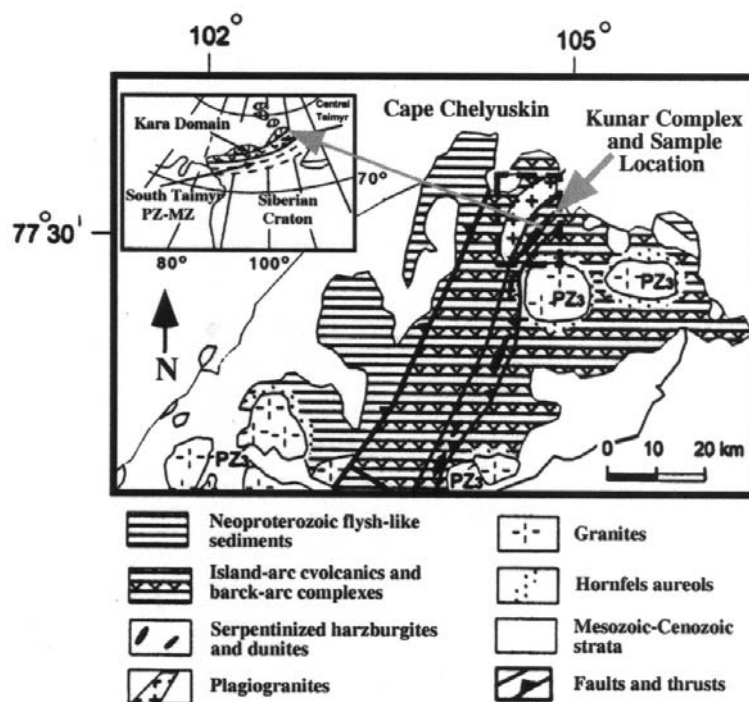 102°
105°
Central
Taimyr
Kara Domain
South Taimyr
PZ-MZ
Siberian
Craton
70°
80°
100°
Cape Chelyuskin
Kunar Complex
and Sample
Location
77°30'
PZ3
PZ3
N
PZ3
PZ3
0 10 20 km
Neoproterozoic flysh-like
sediments
Granites
Island-arc cvolcanics and
barck-arc complexes
Hornfels aureols
Serpentinized harzburgites
and dunites
Mesozoic-Cenozoic
strata
Plagiogranites
Faults and thrusts